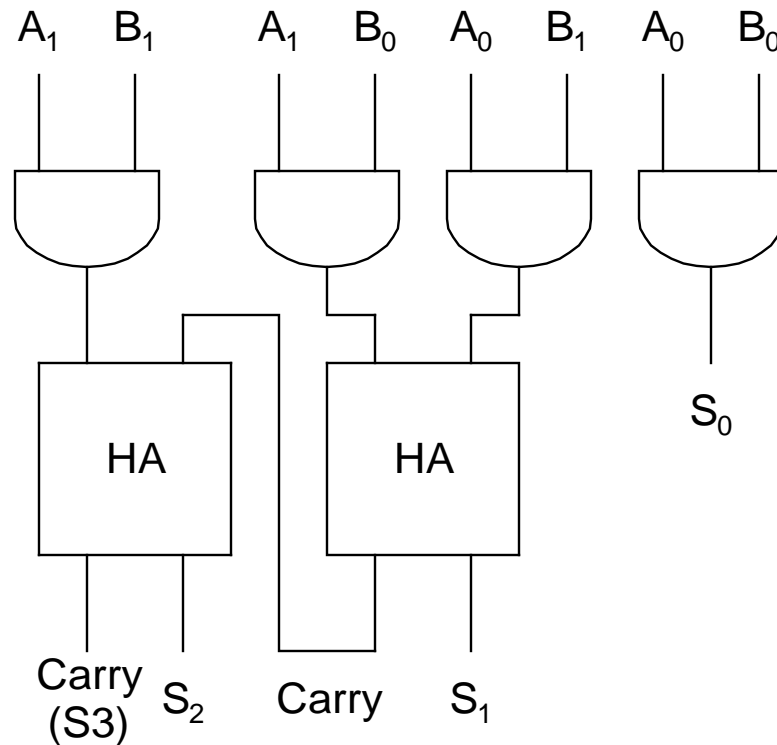 A₁ B₁ A₁ B₀ A₀ B₁ A₀ B₀
S₀
HA HA
Carry
(S3) S₂ Carry S₁